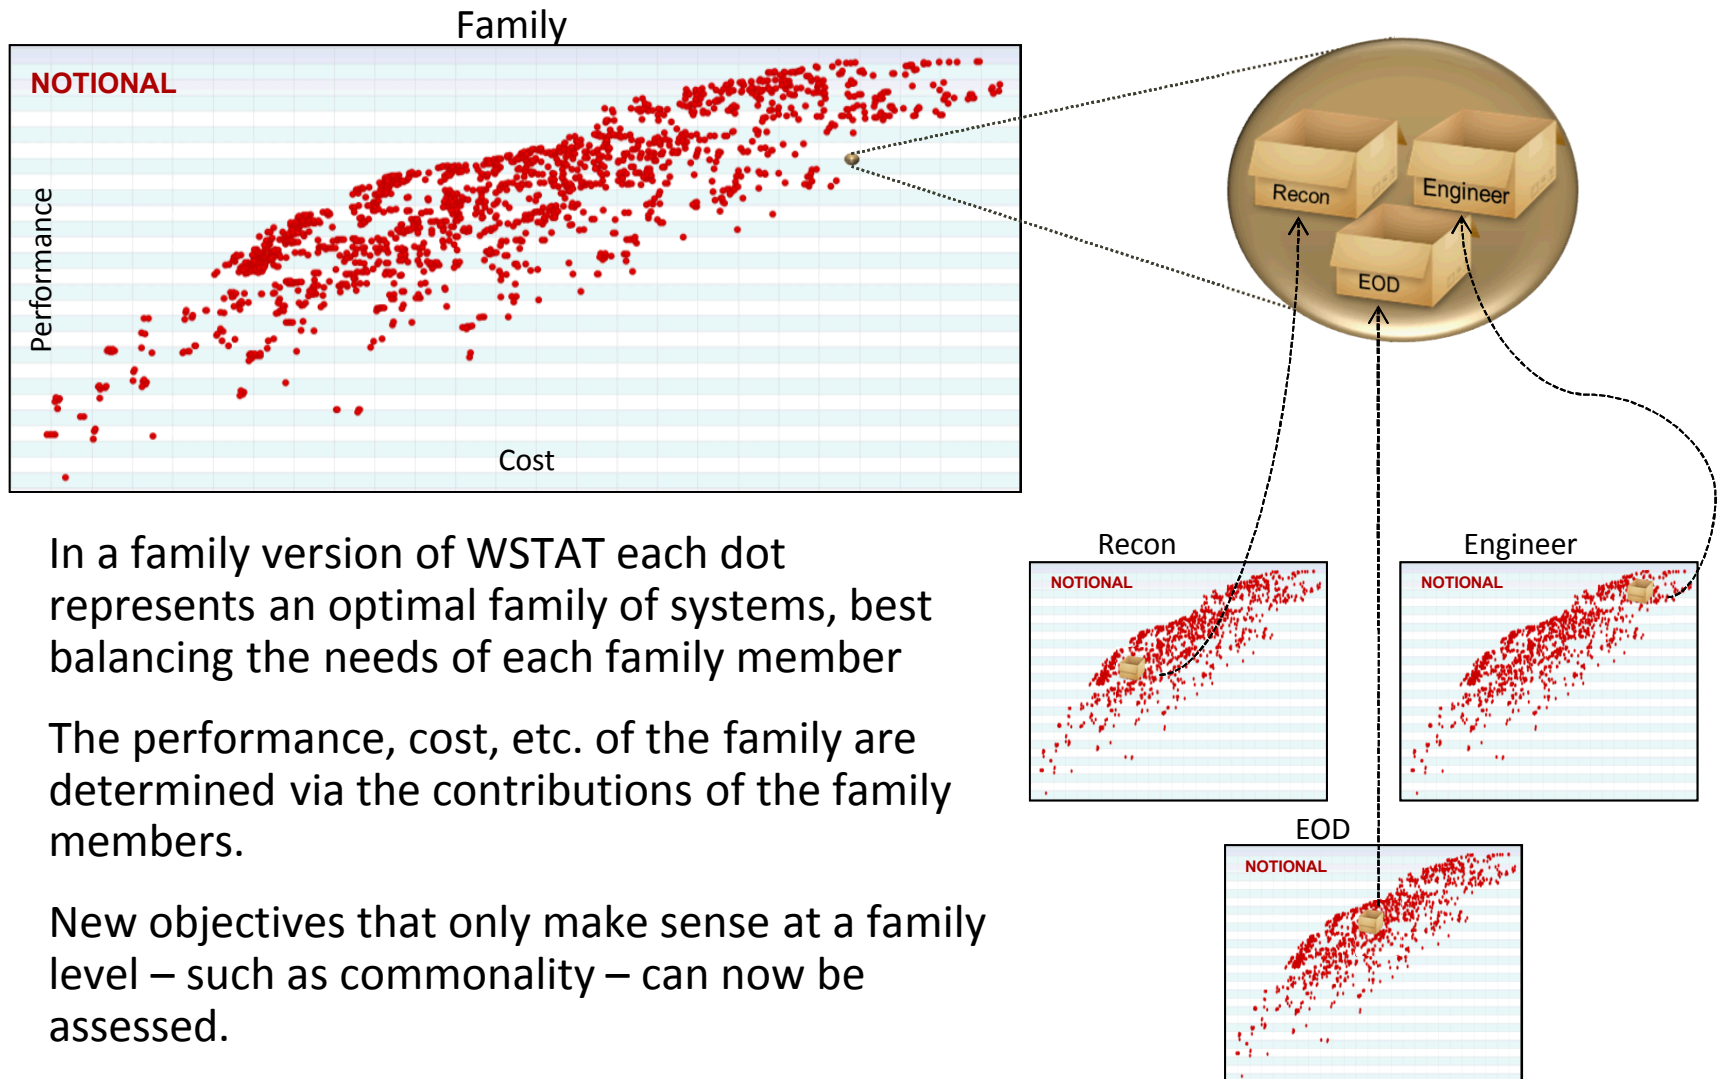 Family
NOTIONAL
Performance
Cost
Recon
Engineer
EOD
In a family version of WSTAT each dot
represents an optimal family of systems, best
balancing the needs of each family member
The performance, cost, etc. of the family are
determined via the contributions of the family
members.
New objectives that only make sense at a family
level – such as commonality – can now be
assessed.
Recon
NOTIONAL
Engineer
NOTIONAL
EOD
NOTIONAL